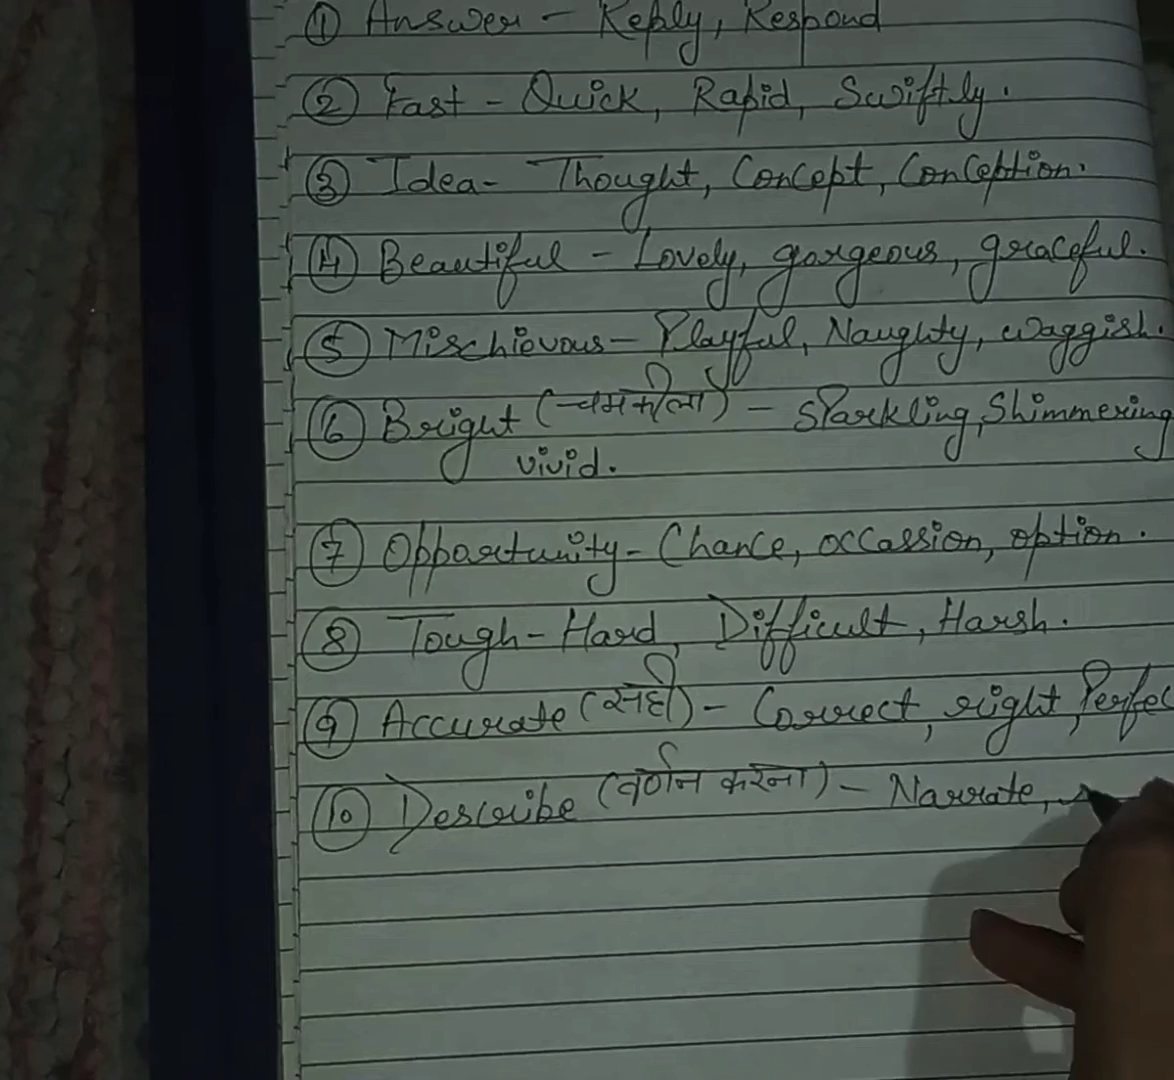 ① Answer - Reply, Respond
② Fast - Quick, Rapid, Swiftly.
③ Idea - Thought, Concept, Conception.
④ Beautiful - Lovely, gorgeous, graceful.
⑤ Mischievous - Playful, Naughty, waggish.
⑥ Bright (चमकीला) - Sparkling, Shimmering
vivid.
⑦ Opportunity - Chance, occassion, option.
⑧ Tough - Hard, Difficult, Harsh.
⑨ Accurate (सही) - Correct, right, Perfec
⑩ Describe (वर्णन करना) - Narrate,